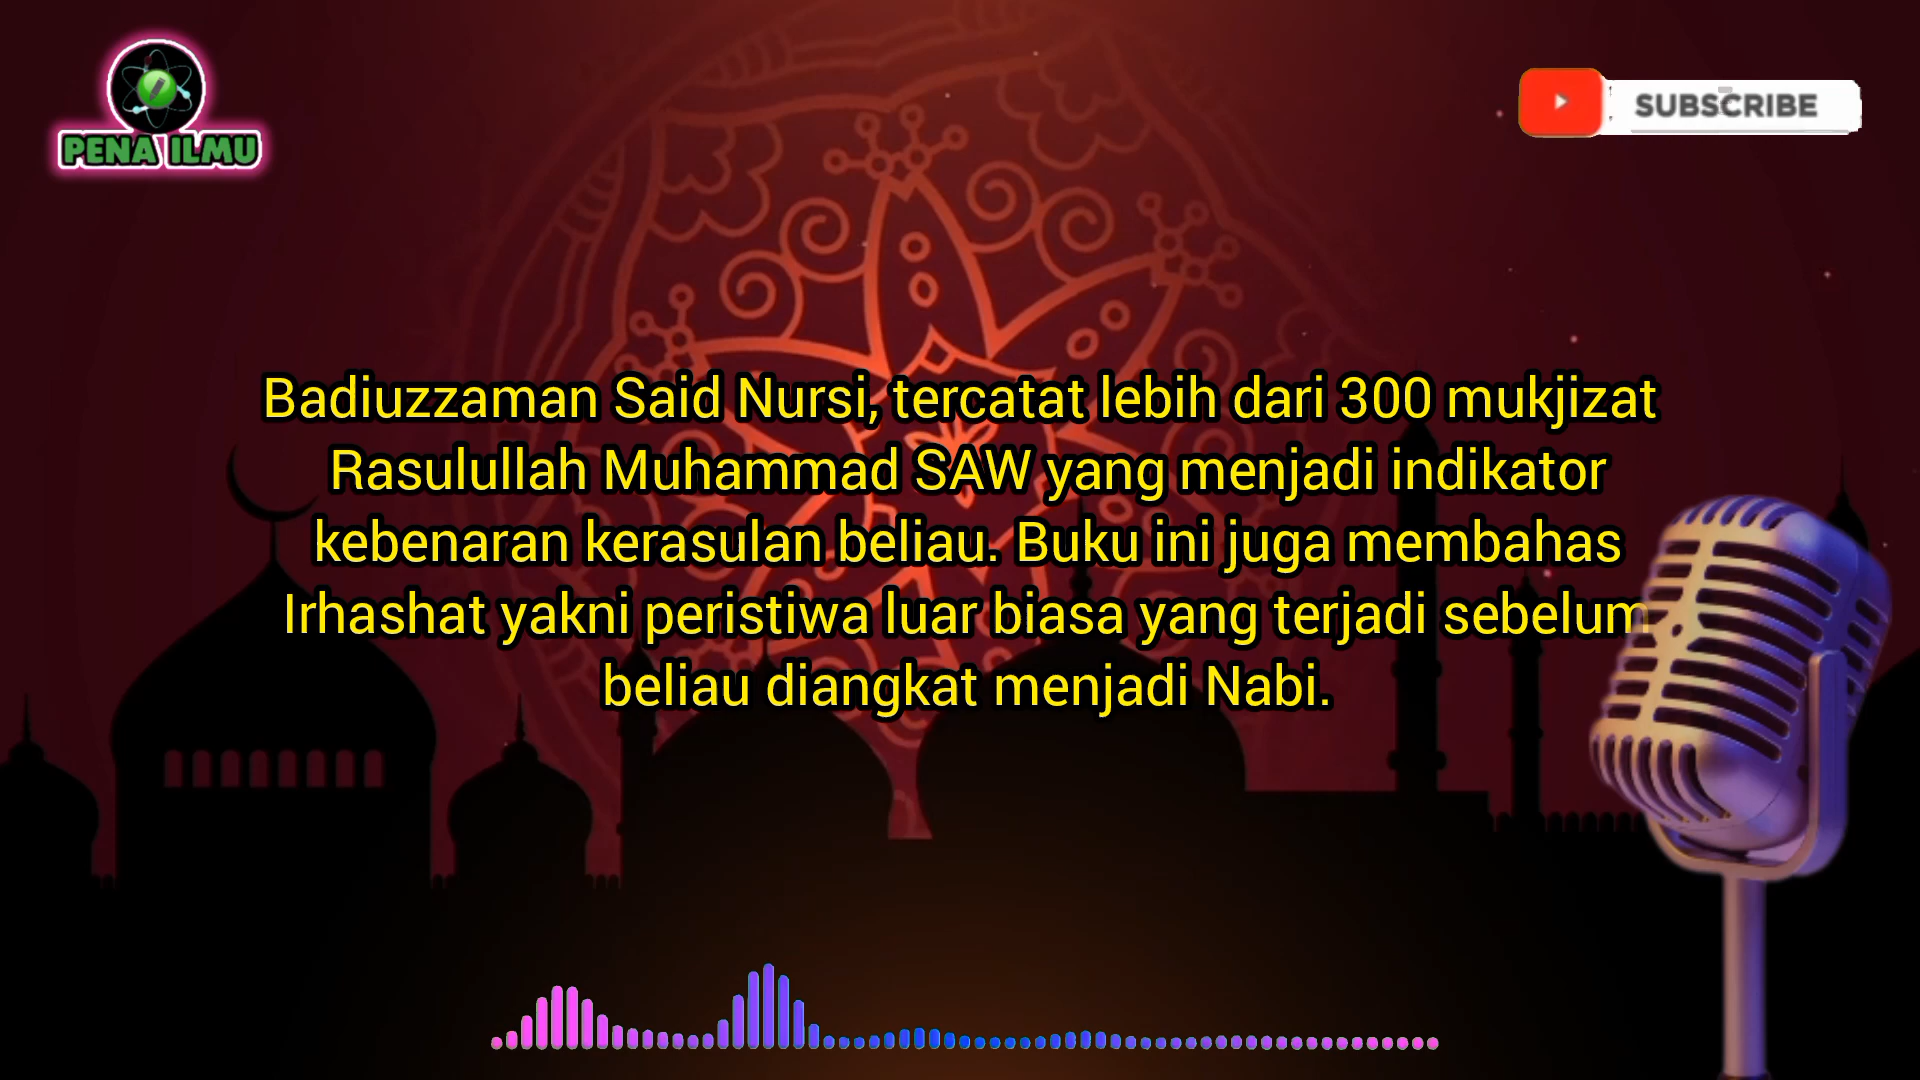 PENA ILMU
SUBSCRIBE
Badiuzzaman Said Nursi, tercatat lebih dari 300 mukjizat
Rasulullah Muhammad SAW yang menjadi indikator
kebenaran kerasulan beliau. Buku ini juga membahas
Irhashat yakni peristiwa luar biasa yang terjadi sebelum
beliau diangkat menjadi Nabi.